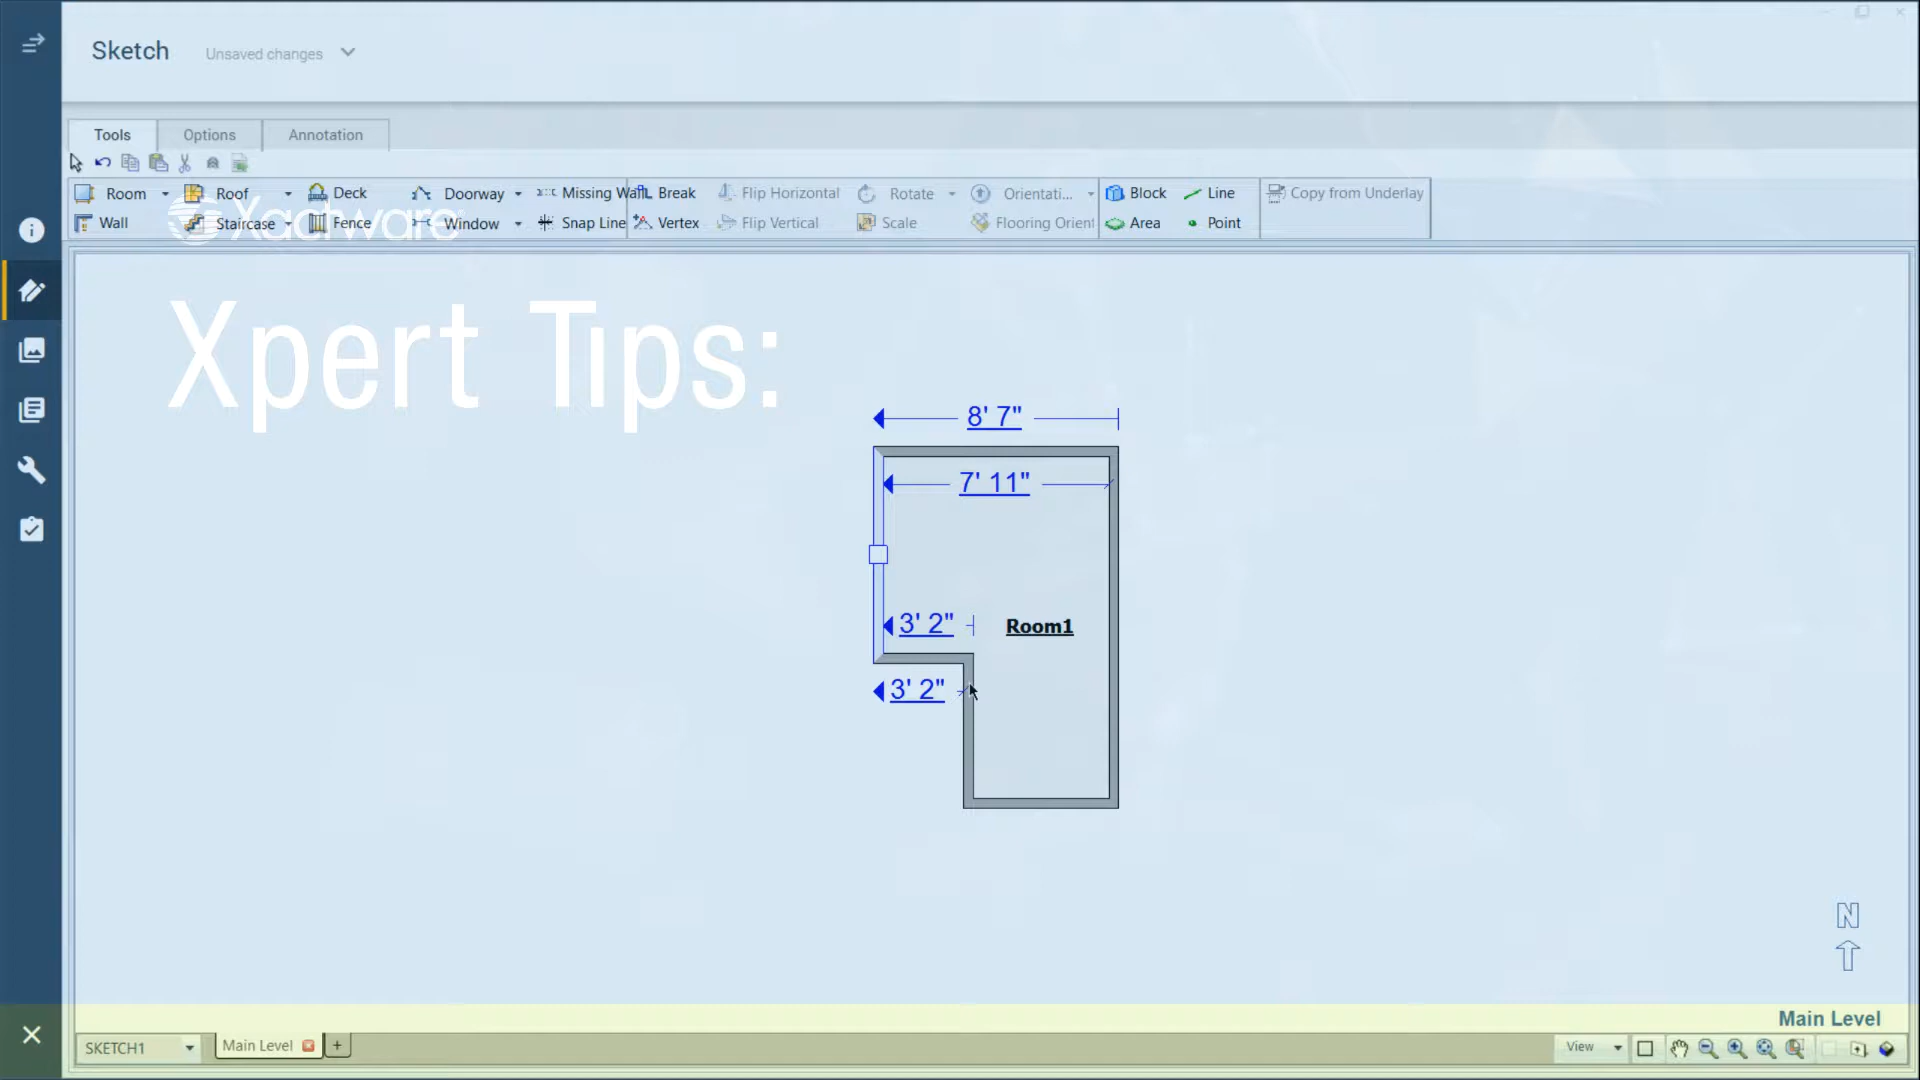 Sketch Unsaved changes
Tools Options Annotation
Room Roof Deck Doorway Missing Wall Break Flip Horizontal Rotate Orientati... Block Line Copy from Underlay
Wall Staircase Fence Window Snap Line Vertex Flip Vertical Scale Flooring Orient Area Point
Xactware
Xpert Tips:
8' 7"
7' 11"
3' 2" Room1
3' 2"
N
Main Level
SKETCH1 Main Level + View